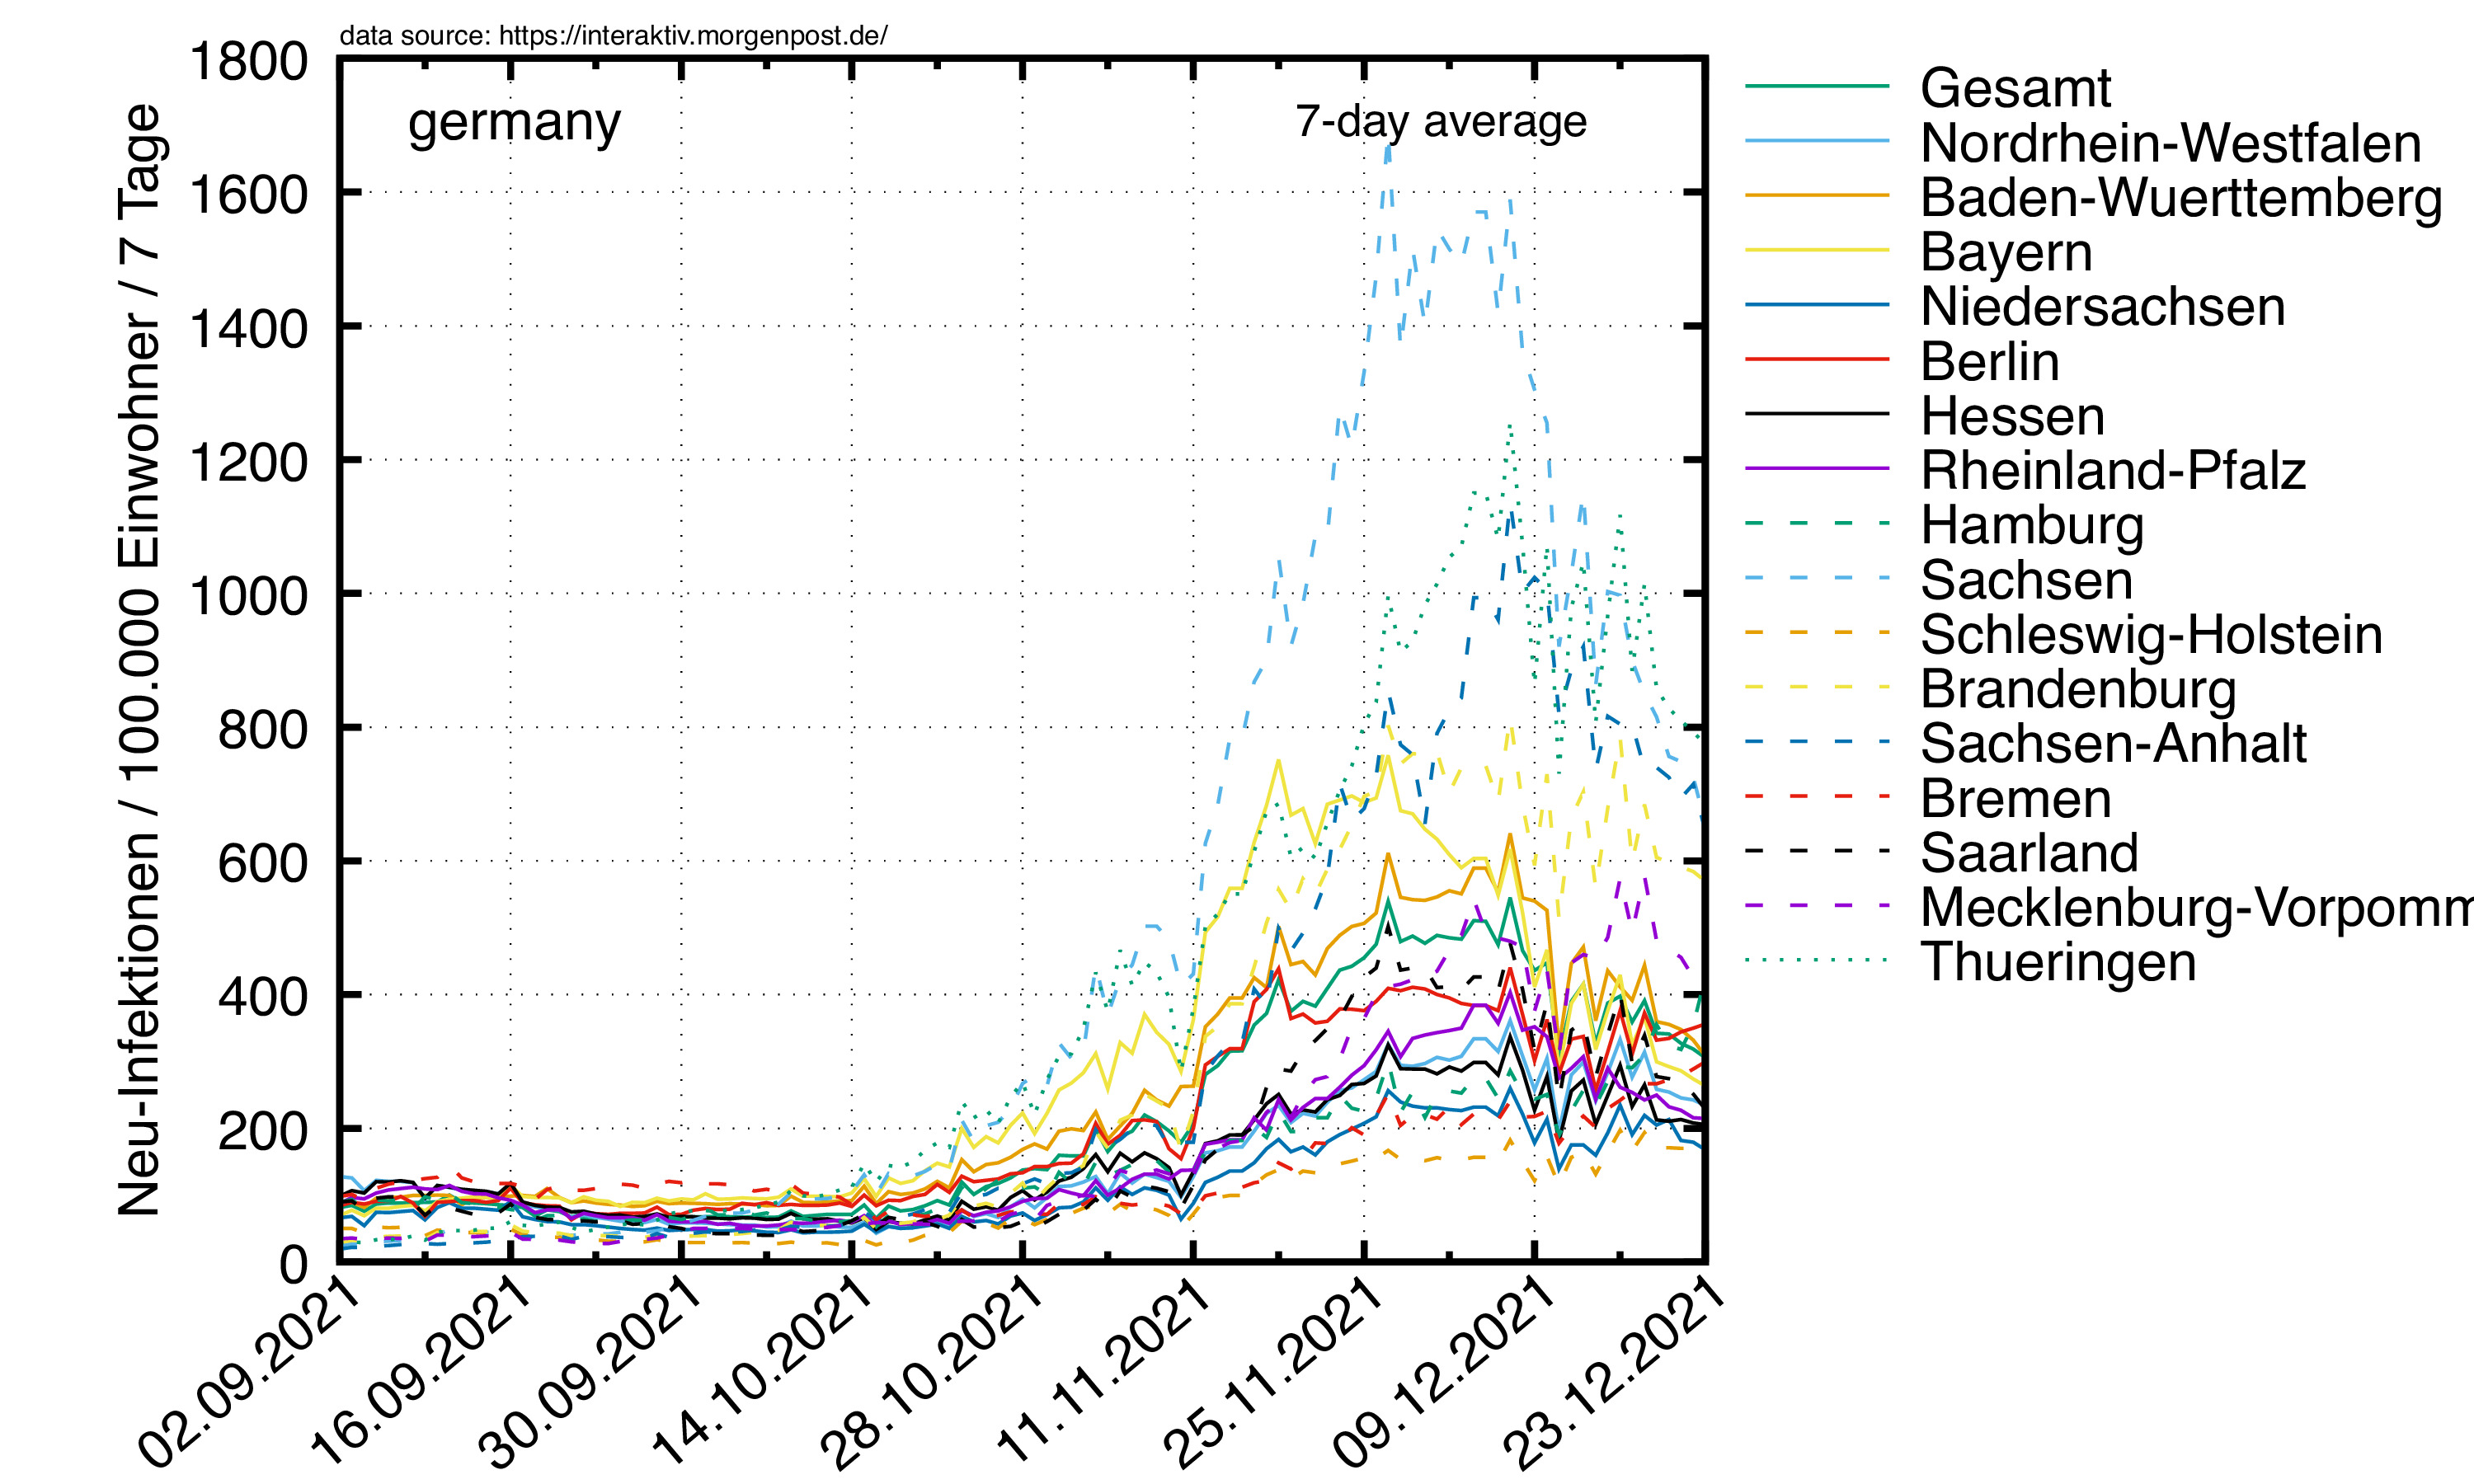 data source: https://interaktiv.morgenpost.de/
germany
7-day average
Neu-Infektionen / 100.000 Einwohner / 7 Tage
1800
1600
1400
1200
1000
800
600
400
200
0
02.09.2021
16.09.2021
30.09.2021
14.10.2021
28.10.2021
11.11.2021
25.11.2021
09.12.2021
23.12.2021
Gesamt
Nordrhein-Westfalen
Baden-Wuerttemberg
Bayern
Niedersachsen
Berlin
Hessen
Rheinland-Pfalz
Hamburg
Sachsen
Schleswig-Holstein
Brandenburg
Sachsen-Anhalt
Bremen
Saarland
Mecklenburg-Vorpomm
Thueringen